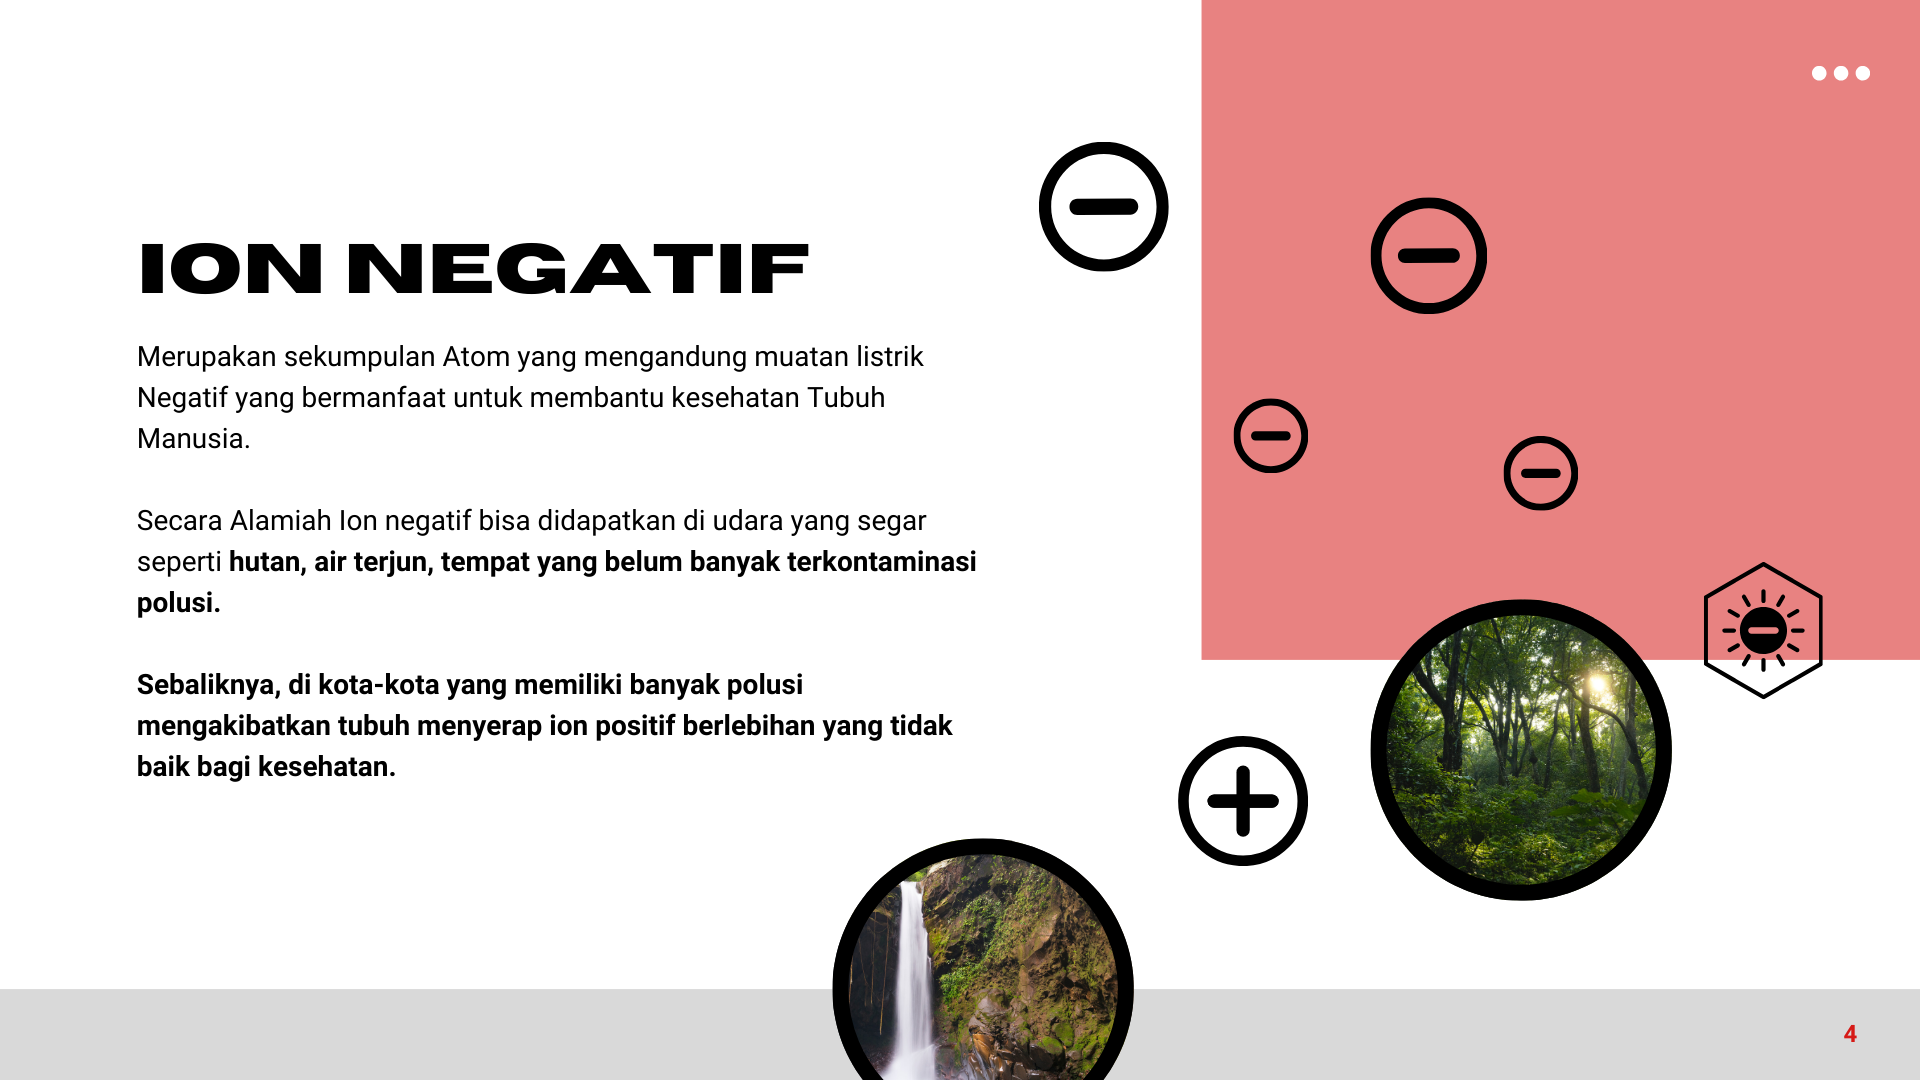 ION NEGATIF
Merupakan sekumpulan Atom yang mengandung muatan listrik
Negatif yang bermanfaat untuk membantu kesehatan Tubuh
Manusia.
Secara Alamiah Ion negatif bisa didapatkan di udara yang segar
seperti hutan, air terjun, tempat yang belum banyak terkontaminasi
polusi.
Sebaliknya, di kota-kota yang memiliki banyak polusi
mengakibatkan tubuh menyerap ion positif berlebihan yang tidak
baik bagi kesehatan.
4